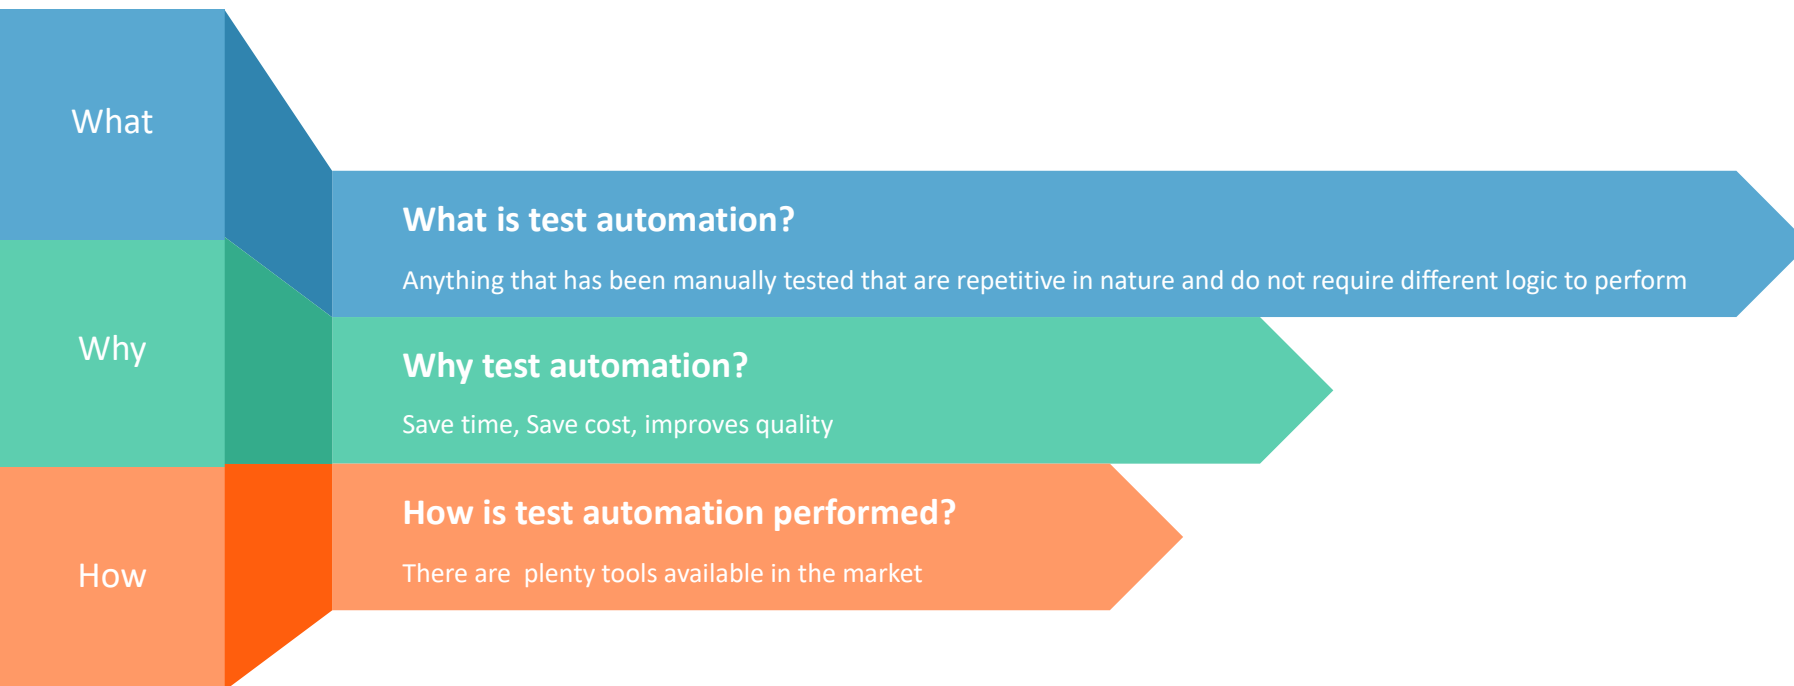 What
What is test automation?
Anything that has been manually tested that are repetitive in nature and do not require different logic to perform
Why
Why test automation?
Save time, Save cost, improves quality
How
How is test automation performed?
There are  plenty tools available in the market